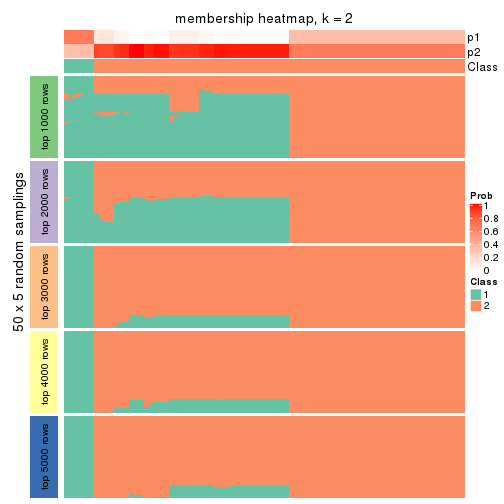 membership heatmap, k = 2
p1
p2
Class
50 x 5 random samplings
top 1000 rows
top 2000 rows
top 3000 rows
top 4000 rows
top 5000 rows
Prob
1
0.8
0.6
0.4
0.2
0
Class
1
2